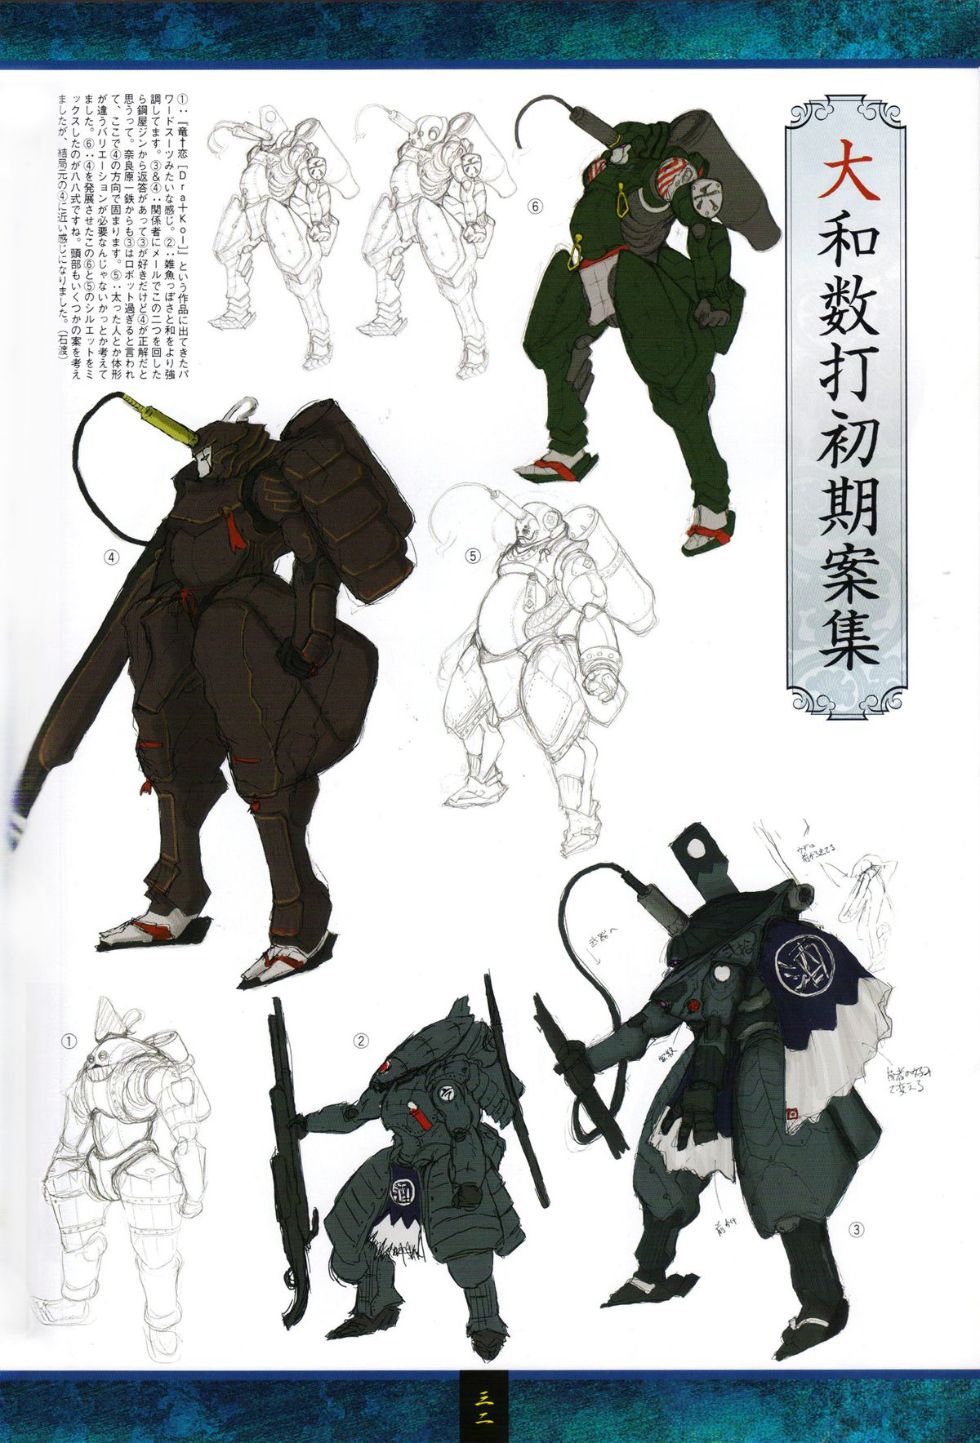 大和数打初期案集
①‥『竜†恋［Dra†KoI］』という作品に出てきたパ
ワードスーツみたいな感じ。②‥雑魚っぽさと和をより強
調してます。③＆④‥関係者にメールでこの二つを回した
ら鋼屋ジンから返答があって③が好きだけど④が正解だと
思うって。奈良原一鉄からも③はロボット過ぎると言われ
て、ここで④の方向で固まります。⑤‥太った人とか体形
が違うバリエーションが必要なんじゃないかっとか考えて
ました。⑥‥④を発展させたこの⑥と⑤のシルエットをミ
ックスしたのが八八式ですね。頭部もいくつかの案を考え
ましたが、結局元の④に近い感じになりました。（石渡）
⑥
④
⑤
武器へ
①
②
前かけ
③
三二